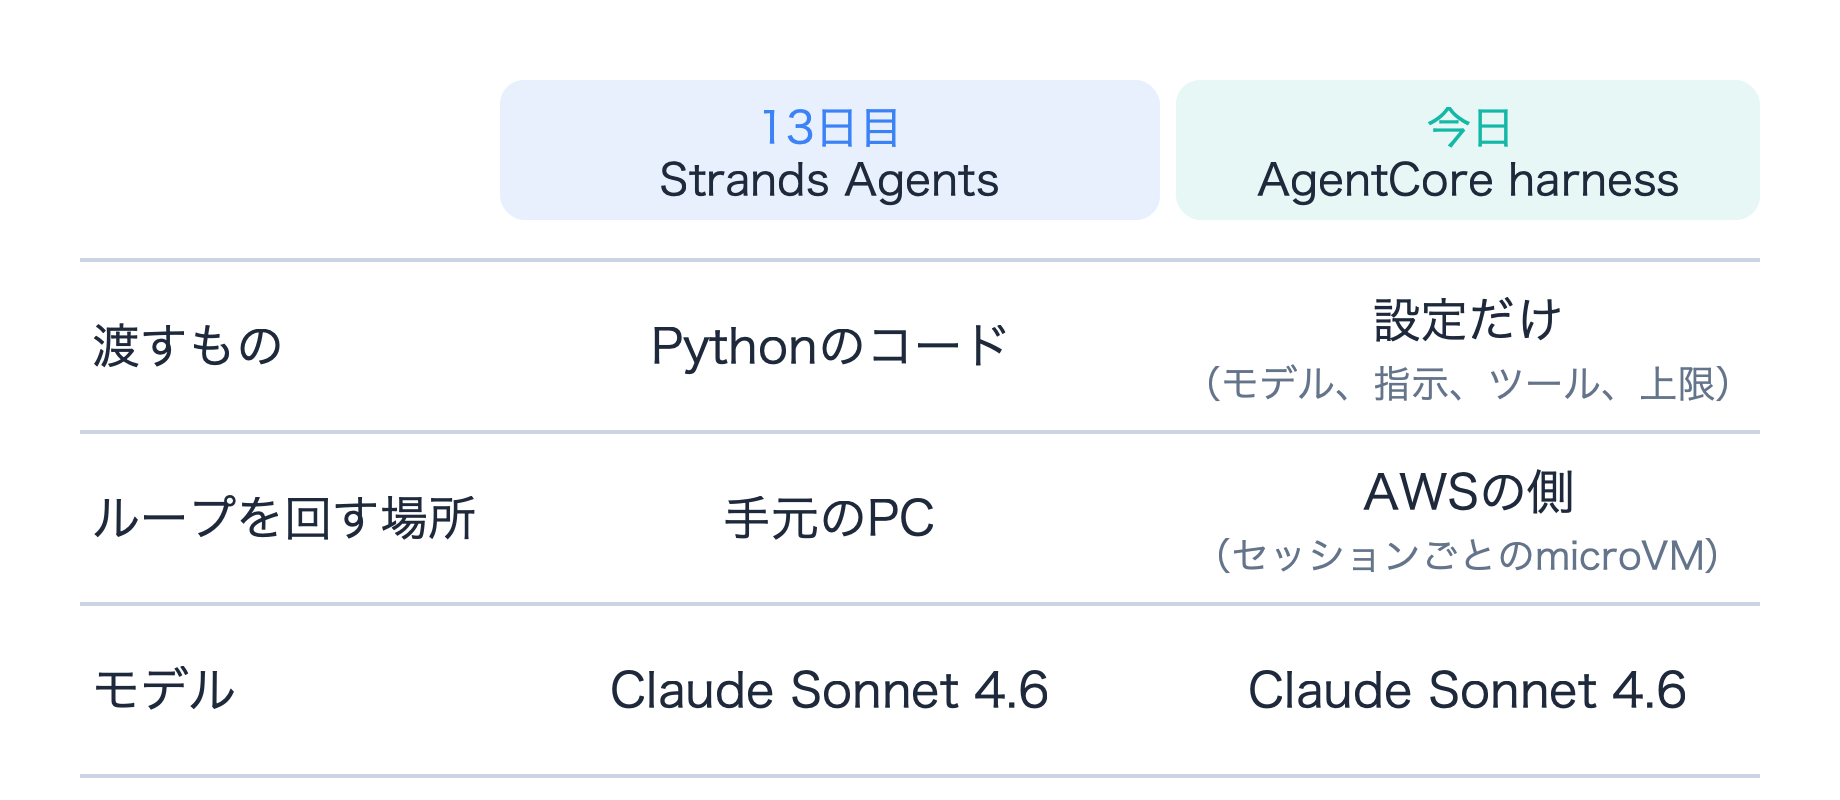 13日目
Strands Agents
今日
AgentCore harness
渡すもの
Pythonのコード
設定だけ
（モデル、指示、ツール、上限）
ループを回す場所
手元のPC
AWSの側
（セッションごとのmicroVM）
モデル
Claude Sonnet 4.6
Claude Sonnet 4.6